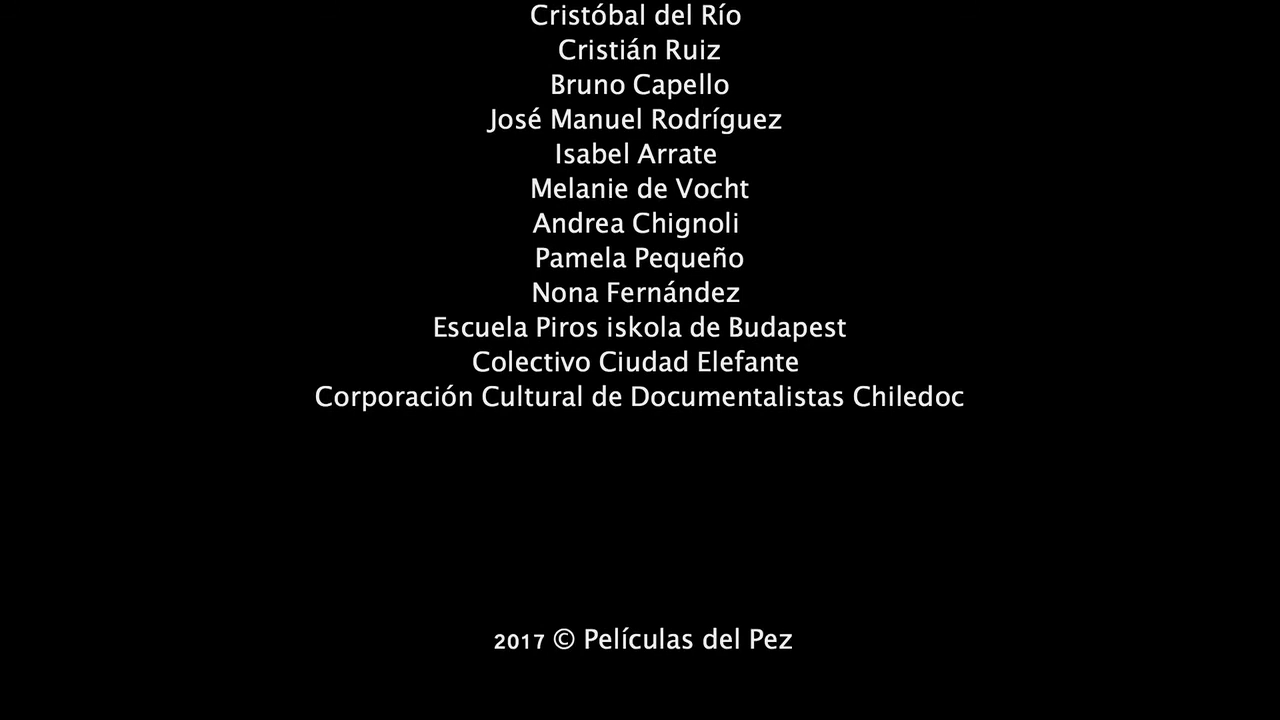 Cristóbal del Río
Cristián Ruiz
Bruno Capello
José Manuel Rodríguez
Isabel Arrate
Melanie de Vocht
Andrea Chignoli
Pamela Pequeño
Nona Fernández
Escuela Piros iskola de Budapest
Colectivo Ciudad Elefante
Corporación Cultural de Documentalistas Chiledoc
2017 © Películas del Pez